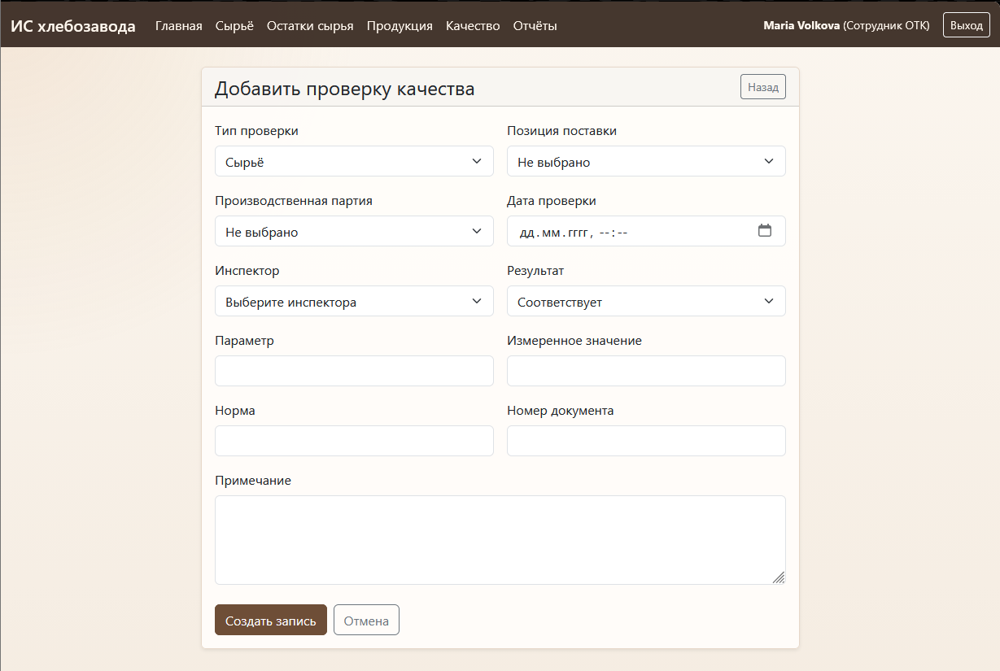 ИС хлебозавода Главная Сырьё Остатки сырья Продукция Качество Отчёты Maria Volkova (Сотрудник ОТК) Выход
Добавить проверку качества Назад
Тип проверки Позиция поставки
Сырьё Не выбрано
Производственная партия Дата проверки
Не выбрано дд.мм.гггг, --:--
Инспектор Результат
Выберите инспектора Соответствует
Параметр Измеренное значение
Норма Номер документа
Примечание
Создать запись Отмена